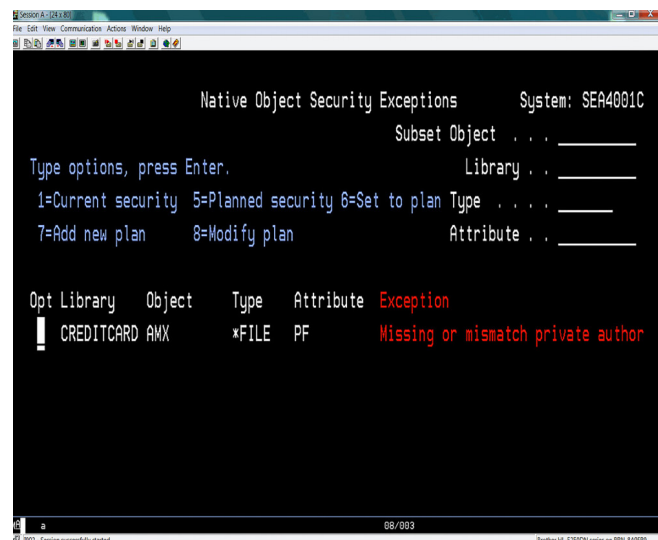 Session A - [24 x 80]
File Edit View Communication Actions Window Help
Native Object Security Exceptions System: SEA4001C
Subset Object . . .
Type options, press Enter. Library . .
1=Current security 5=Planned security 6=Set to plan Type . . . .
7=Add new plan 8=Modify plan Attribute . .
Opt Library Object Type Attribute Exception
CREDITCARD AMX *FILE PF Missing or mismatch private author
a 08/003